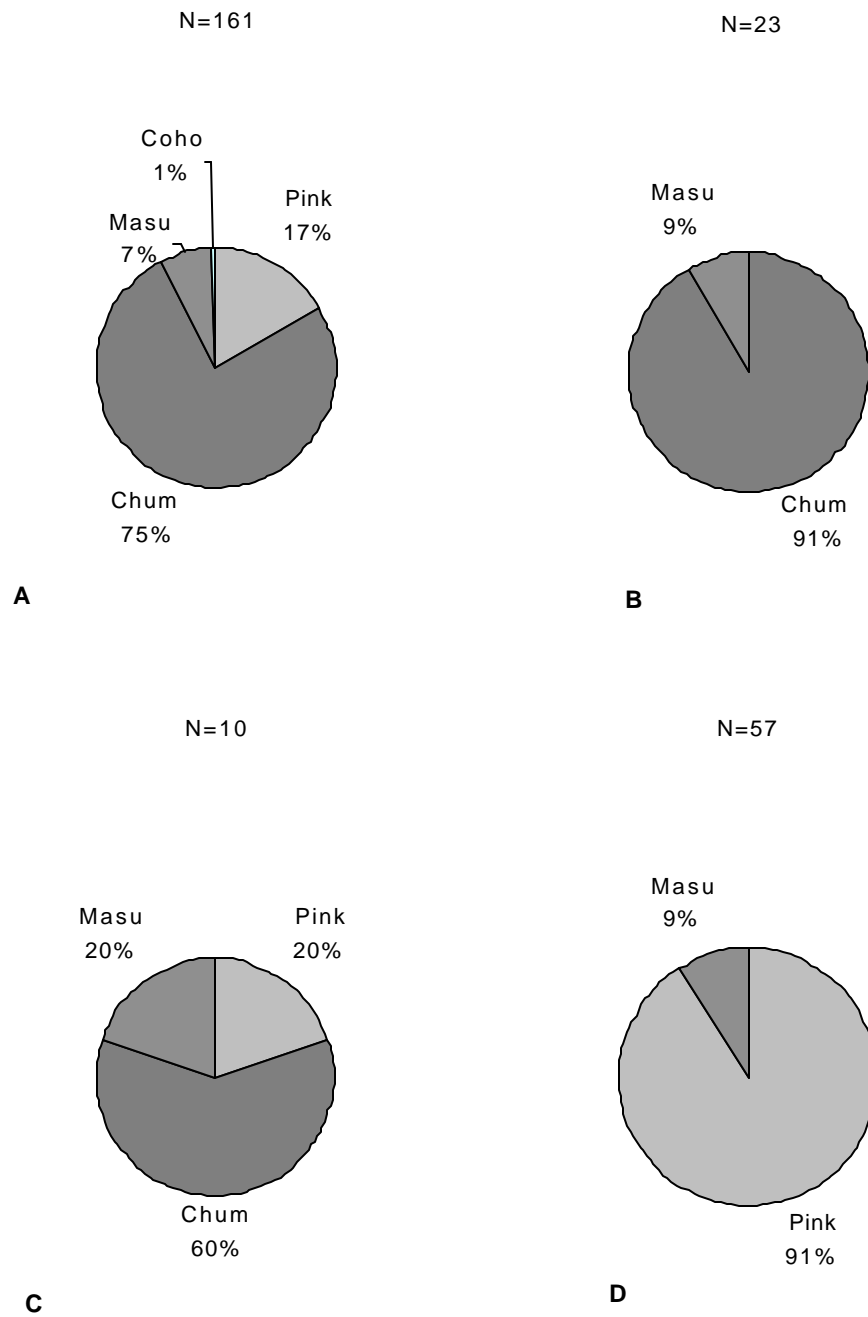 N=161
Coho
1%
Pink
17%
Masu
7%
Chum
75%
A
N=23
Masu
9%
Chum
91%
B
N=10
Masu
20%
Pink
20%
Chum
60%
C
N=57
Masu
9%
Pink
91%
D